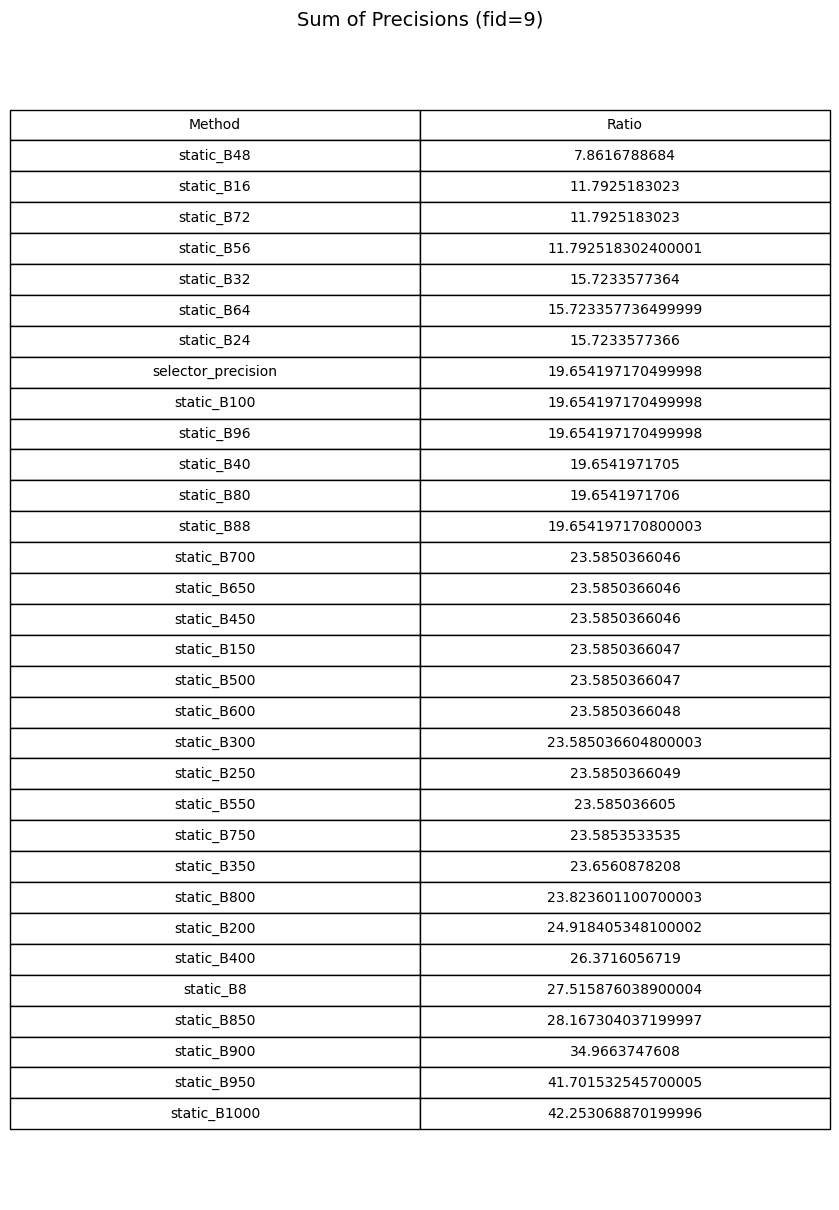 Sum of Precisions (fid=9)
Method Ratio
static_B48 7.8616788684
static_B16 11.7925183023
static_B72 11.7925183023
static_B56 11.792518302400001
static_B32 15.7233577364
static_B64 15.723357736499999
static_B24 15.7233577366
selector_precision 19.654197170499998
static_B100 19.654197170499998
static_B96 19.654197170499998
static_B40 19.6541971705
static_B80 19.6541971706
static_B88 19.654197170800003
static_B700 23.5850366046
static_B650 23.5850366046
static_B450 23.5850366046
static_B150 23.5850366047
static_B500 23.5850366047
static_B600 23.5850366048
static_B300 23.585036604800003
static_B250 23.5850366049
static_B550 23.585036605
static_B750 23.5853533535
static_B350 23.6560878208
static_B800 23.823601100700003
static_B200 24.918405348100002
static_B400 26.3716056719
static_B8 27.515876038900004
static_B850 28.167304037199997
static_B900 34.9663747608
static_B950 41.701532545700005
static_B1000 42.253068870199996